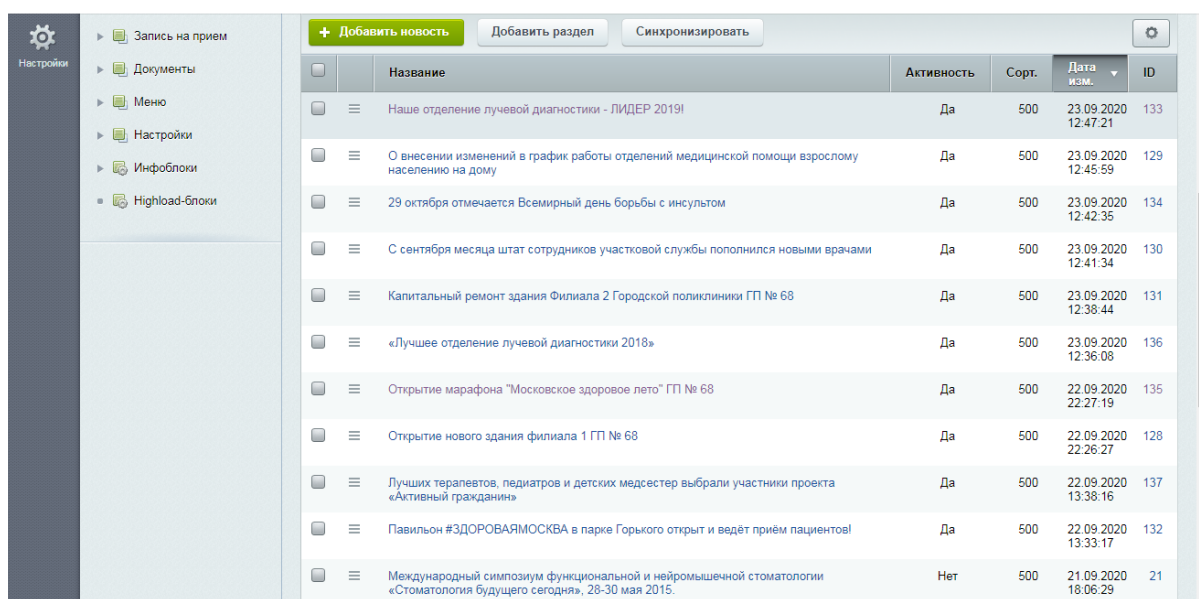 Настройки
Запись на прием
Документы
Меню
Настройки
Инфоблоки
Highload-блоки
+ Добавить новость
Добавить раздел
Синхронизировать
Название Активность Сорт. Дата изм. ID
Наше отделение лучевой диагностики - ЛИДЕР 2019! Да 500 23.09.2020 133
12:47:21
О внесении изменений в график работы отделений медицинской помощи взрослому Да 500 23.09.2020 129
населению на дому 12:45:59
29 октября отмечается Всемирный день борьбы с инсультом Да 500 23.09.2020 134
12:42:35
С сентября месяца штат сотрудников участковой службы пополнился новыми врачами Да 500 23.09.2020 130
12:41:34
Капитальный ремонт здания Филиала 2 Городской поликлиники ГП № 68 Да 500 23.09.2020 131
12:38:44
«Лучшее отделение лучевой диагностики 2018» Да 500 23.09.2020 136
12:36:08
Открытие марафона "Московское здоровое лето" ГП № 68 Да 500 22.09.2020 135
22:27:19
Открытие нового здания филиала 1 ГП № 68 Да 500 22.09.2020 128
22:26:27
Лучших терапевтов, педиатров и детских медсестер выбрали участники проекта Да 500 22.09.2020 137
«Активный гражданин» 13:38:16
Павильон #ЗДОРОВАЯМОСКВА в парке Горького открыт и ведёт приём пациентов! Да 500 22.09.2020 132
13:33:17
Международный симпозиум функциональной и нейромышечной стоматологии Нет 500 21.09.2020 21
«Стоматология будущего сегодня», 28-30 мая 2015. 18:06:29